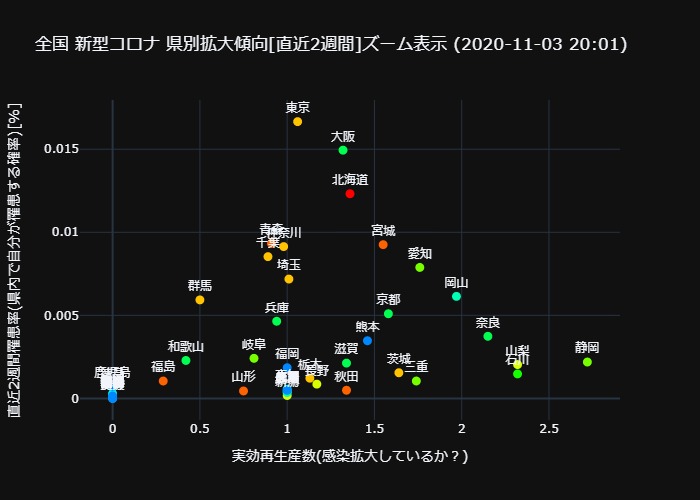 全国 新型コロナ 県別拡大傾向[直近2週間]ズーム表示 (2020-11-03 20:01)
直近2週間罹患率(県内で自分が罹患する確率)[%]
東京
0.015
大阪
北海道
青森
神奈川
宮城
0.01
千葉
愛知
埼玉
岡山
群馬
京都
0.005
兵庫
奈良
熊本
和歌山
岐阜
福岡
滋賀
山梨
静岡
福島
栃木
茨城
石川
三重
長野
山形
秋田
0
0
0.5
1
1.5
2
2.5
実効再生産数(感染拡大しているか？)